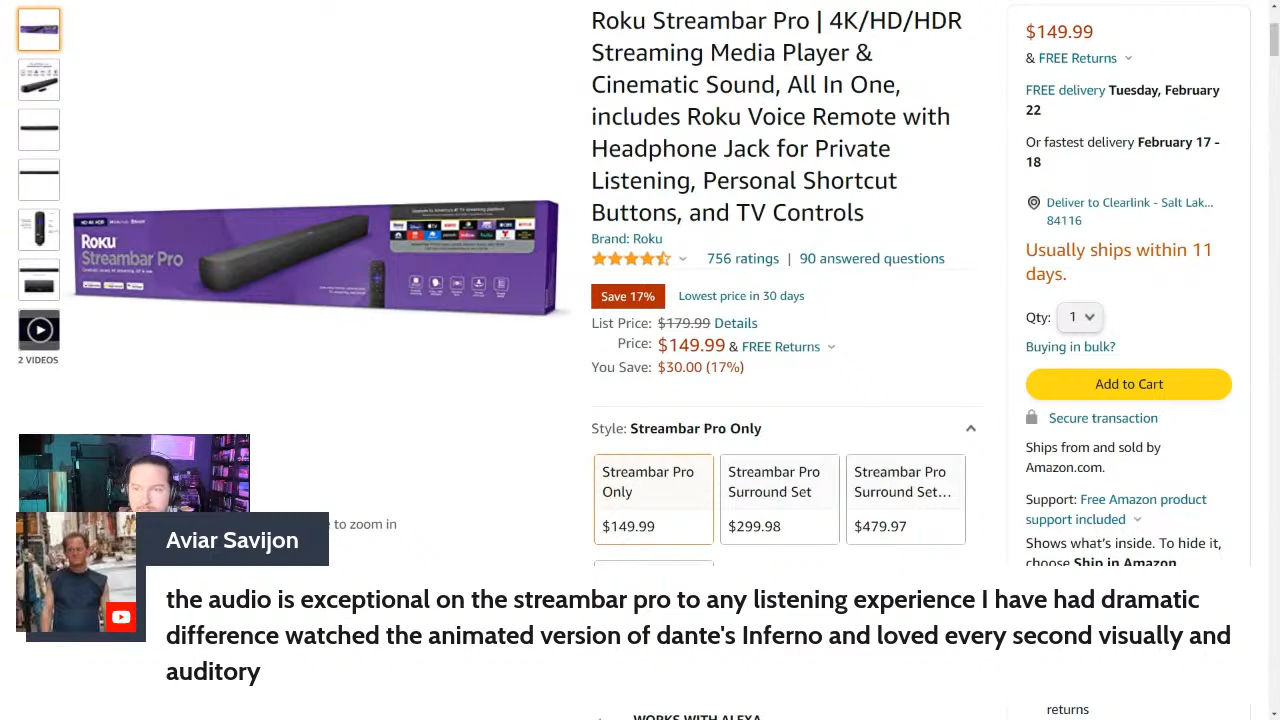 Roku Streambar Pro | 4K/HD/HDR
Streaming Media Player &
Cinematic Sound, All In One,
includes Roku Voice Remote with
Headphone Jack for Private
Listening, Personal Shortcut
Buttons, and TV Controls
Brand: Roku
756 ratings | 90 answered questions
Save 17% Lowest price in 30 days
List Price: $179.99 Details
Price: $149.99 & FREE Returns
You Save: $30.00 (17%)
Style: Streambar Pro Only
Streambar Pro
Only
$149.99
Streambar Pro
Surround Set
$299.98
Streambar Pro
Surround Set...
$479.97
$149.99
& FREE Returns
FREE delivery Tuesday, February
22
Or fastest delivery February 17 -
18
Deliver to Clearlink - Salt Lak...
84116
Usually ships within 11
days.
Qty: 1
Buying in bulk?
Add to Cart
Secure transaction
Ships from and sold by
Amazon.com.
Support: Free Amazon product
support included
Shows what's inside. To hide it,
choose Ship in Amazon
returns
2 VIDEOS
Roku
Streambar Pro
to zoom in
Aviar Savijon
the audio is exceptional on the streambar pro to any listening experience I have had dramatic
difference watched the animated version of dante's Inferno and loved every second visually and
auditory
WORKS WITH ALEXA